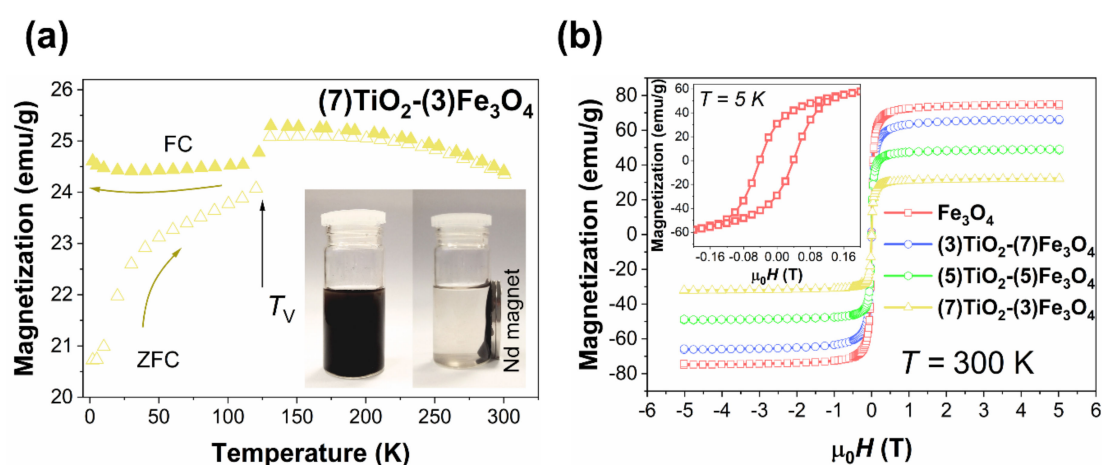 (a)
(7)TiO₂-(3)Fe₃O₄
FC
ZFC
T_V
Nd magnet
Magnetization (emu/g)
26
25
24
23
22
21
20
0 50 100 150 200 250 300
Temperature (K)
(b)
T = 5 K
Magnetization (emu/g)
60
40
20
0
-20
-40
-60
-0.16 -0.08 0.00 0.08 0.16
μ₀H (T)
Fe₃O₄
(3)TiO₂-(7)Fe₃O₄
(5)TiO₂-(5)Fe₃O₄
(7)TiO₂-(3)Fe₃O₄
T = 300 K
Magnetization (emu/g)
80
60
40
20
0
-20
-40
-60
-80
-6 -5 -4 -3 -2 -1 0 1 2 3 4 5 6
μ₀H (T)